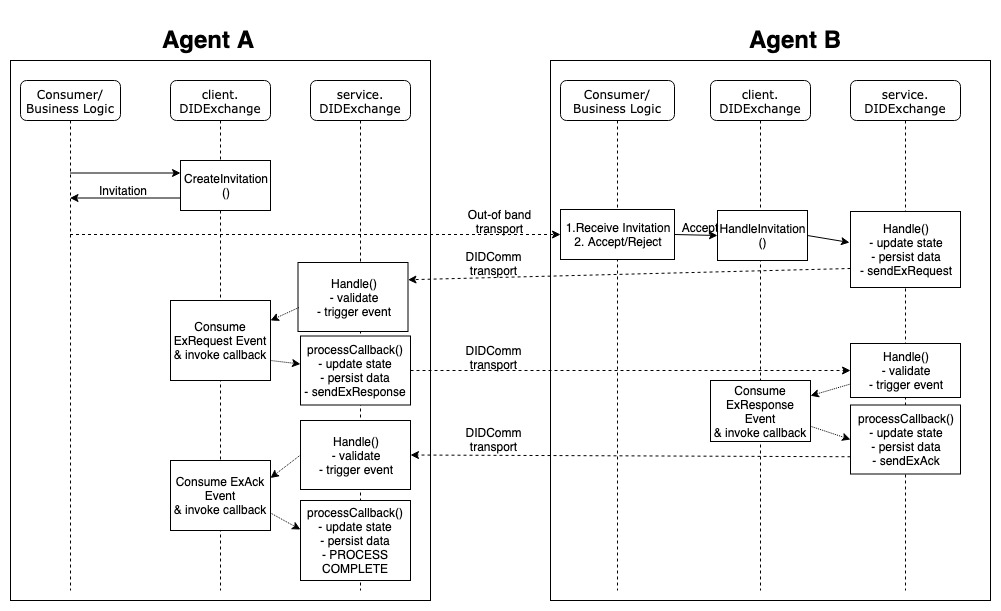 Agent A
Agent B
Consumer/
Business Logic
client.
DIDExchange
service.
DIDExchange
Consumer/
Business Logic
client.
DIDExchange
service.
DIDExchange
CreateInvitation
()
Invitation
Out-of band
transport
1.Receive Invitation
2. Accept/Reject
Accept
HandleInvitation
()
Handle()
- update state
- persist data
- sendExRequest
DIDComm
transport
Handle()
- validate
- trigger event
Consume
ExRequest Event
& invoke callback
processCallback()
- update state
- persist data
- sendExResponse
DIDComm
transport
Handle()
- validate
- trigger event
Consume
ExResponse
Event
& invoke callback
processCallback()
- update state
- persist data
- sendExAck
DIDComm
transport
Handle()
- validate
- trigger event
Consume ExAck
Event
& invoke callback
processCallback()
- update state
- persist data
- PROCESS
COMPLETE